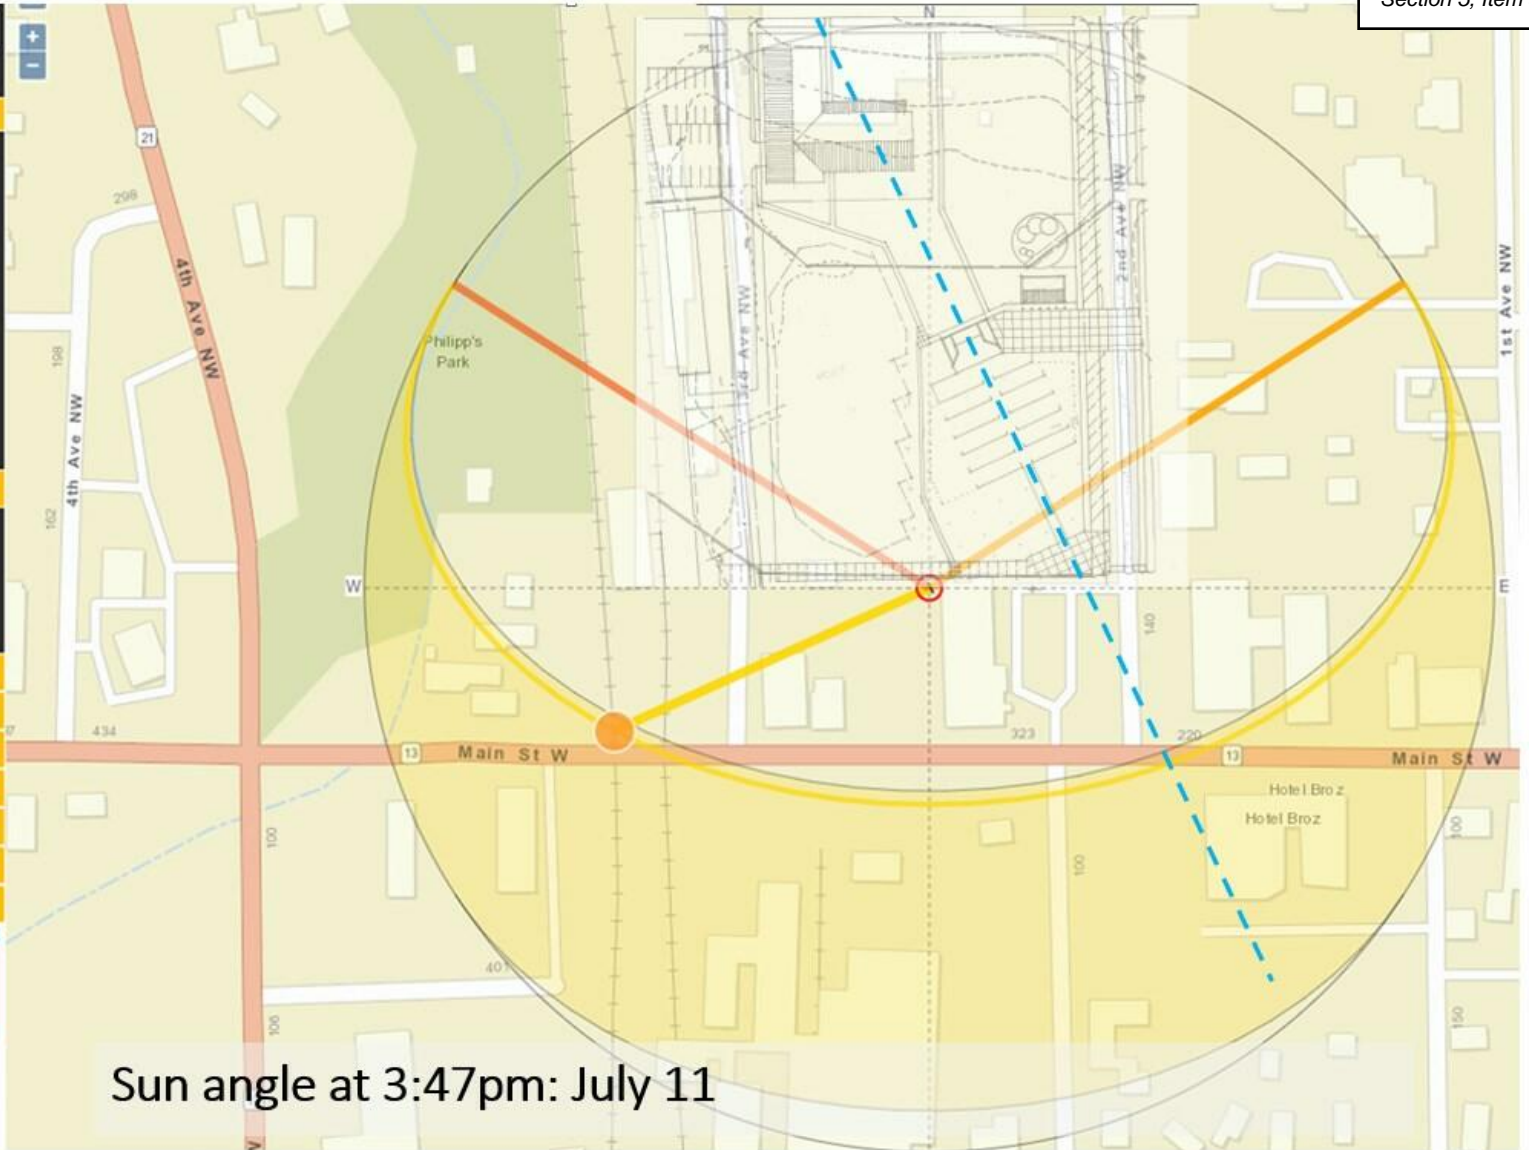 Section 5, Item
+
−
N
21
298
4th Ave NW
2nd Ave NW
3rd Ave NW
1st Ave NW
Philipp's
Park
198
4th Ave NW
162
W
E
140
434
13
Main St W
323
220
13
Main St W
Hotel Broz
Hotel Broz
100
100
100
401
106
150
Sun angle at 3:47pm: July 11
W